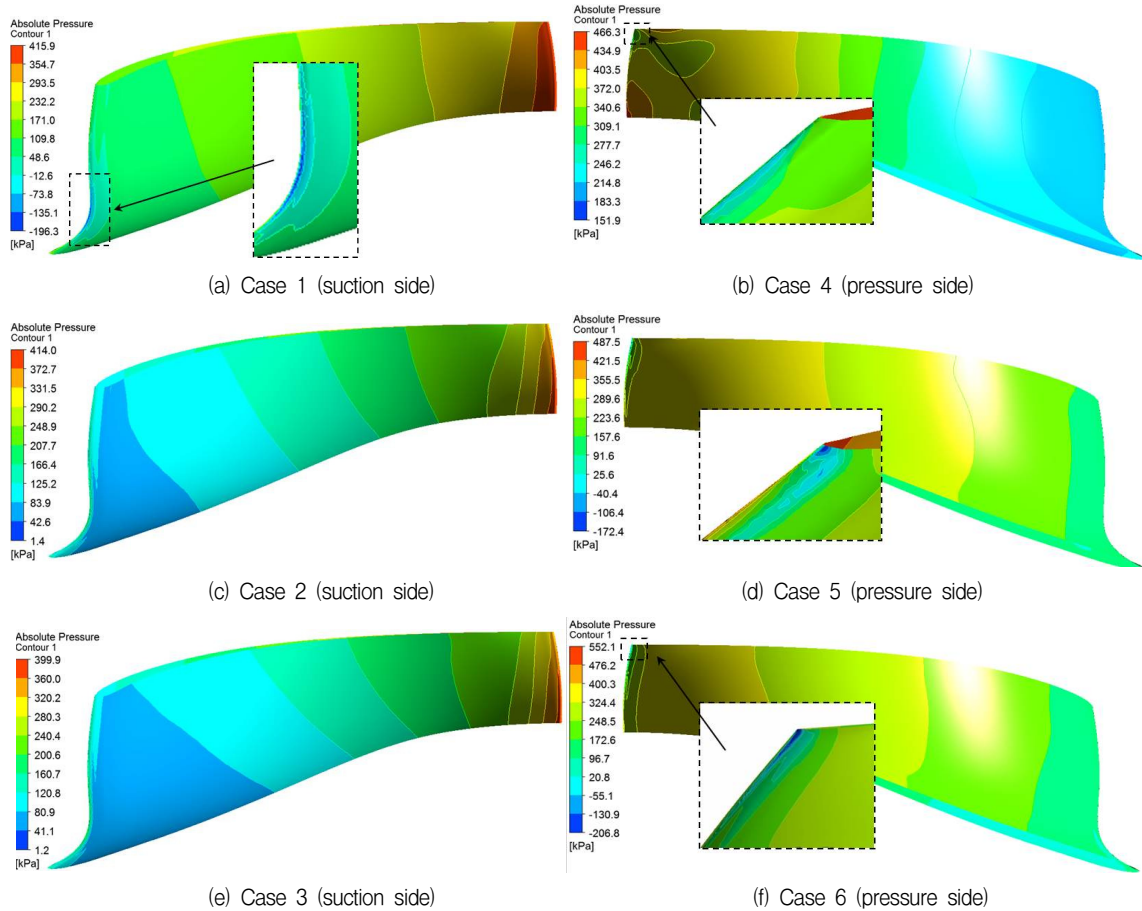 Absolute Pressure
Contour 1
415.9
354.7
293.5
232.2
171.0
109.8
48.6
-12.6
-73.8
-135.1
-196.3
[kPa]
(a) Case 1 (suction side)
Absolute Pressure
Contour 1
466.3
434.9
403.5
372.0
340.6
309.1
277.7
246.2
214.8
183.3
151.9
[kPa]
(b) Case 4 (pressure side)
Absolute Pressure
Contour 1
414.0
372.7
331.5
290.2
248.9
207.7
166.4
125.2
83.9
42.6
1.4
[kPa]
(c) Case 2 (suction side)
Absolute Pressure
Contour 1
487.5
421.5
355.5
289.6
223.6
157.6
91.6
25.6
-40.4
-106.4
-172.4
[kPa]
(d) Case 5 (pressure side)
Absolute Pressure
Contour 1
399.9
360.0
320.2
280.3
240.4
200.6
160.7
120.8
80.9
41.1
1.2
[kPa]
(e) Case 3 (suction side)
Absolute Pressure
Contour 1
552.1
476.2
400.3
324.4
248.5
172.6
96.7
20.8
-55.1
-130.9
-206.8
[kPa]
(f) Case 6 (pressure side)